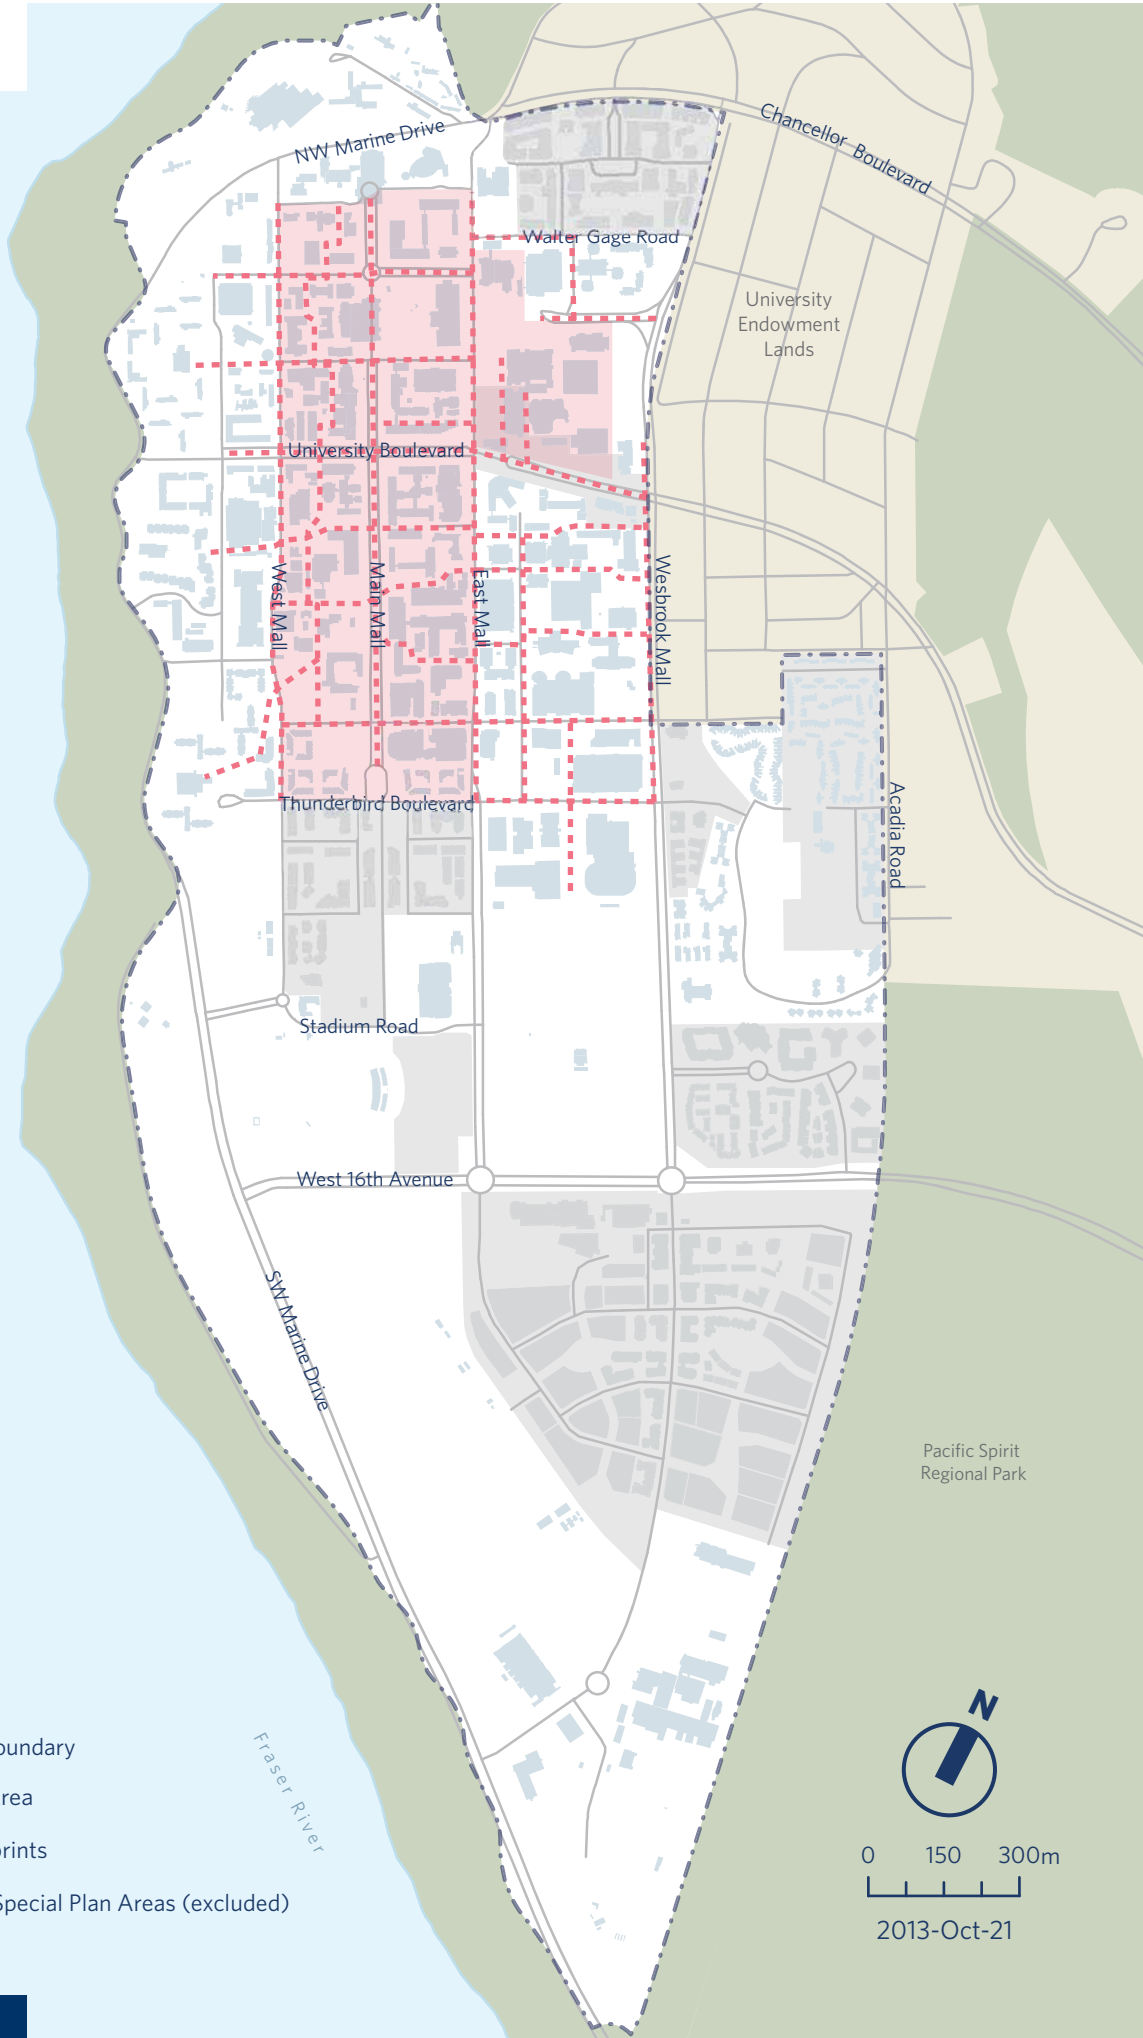 NW Marine Drive
Chancellor Boulevard
Walter Gage Road
University
Endowment
Lands
University Boulevard
West Mall
Main Mall
East Mall
Wesbrook Mall
Thunderbird Boulevard
Acadia Road
Stadium Road
West 16th Avenue
SW Marine Drive
Pacific Spirit
Regional Park
Fraser River
N
oundary
rea
rints
Special Plan Areas (excluded)
0 150 300m
2013-Oct-21